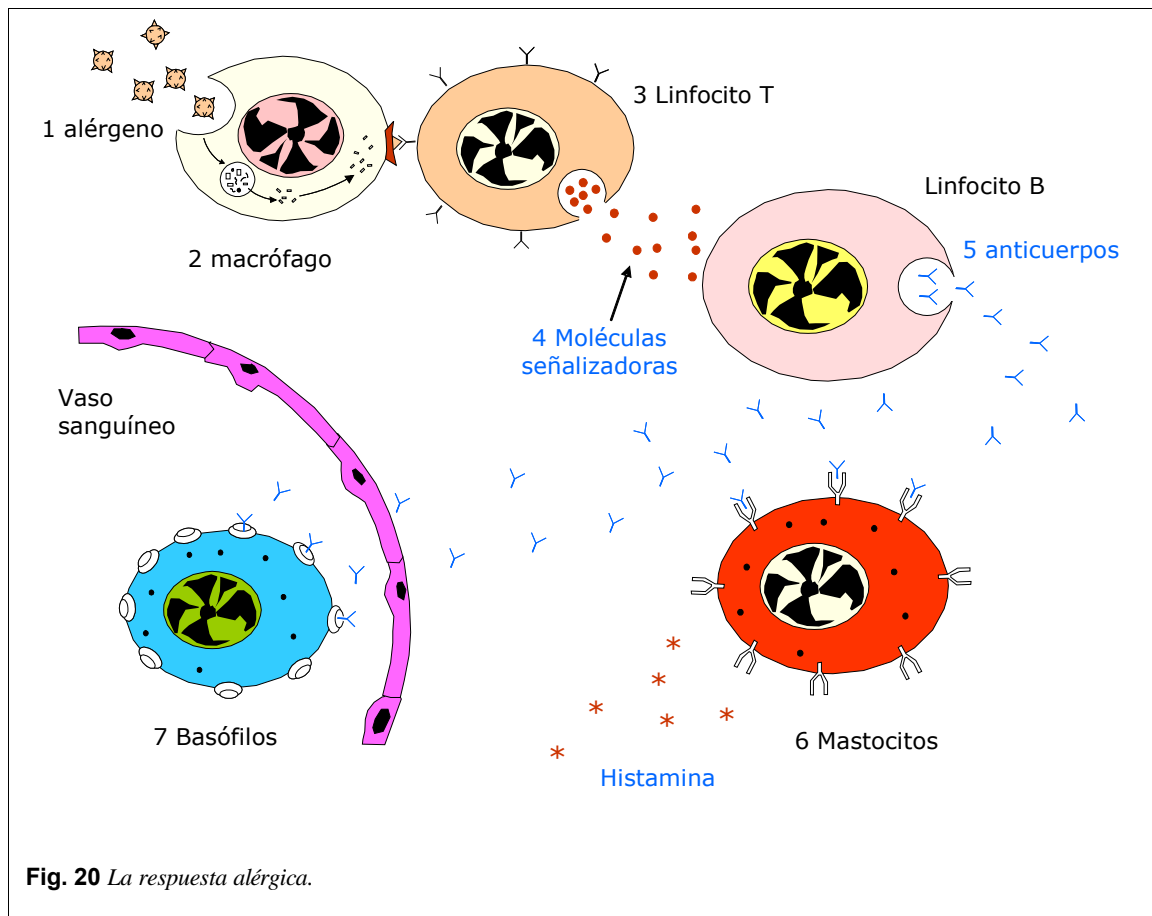 1 alérgeno
2 macrófago
3 Linfocito T
Linfocito B
5 anticuerpos
4 Moléculas
señalizadoras
Vaso
sanguíneo
7 Basófilos
6 Mastocitos
Histamina
Fig. 20 La respuesta alérgica.